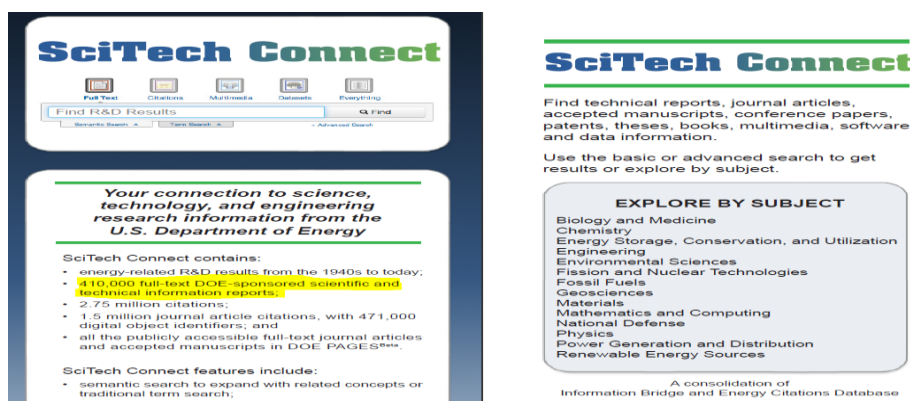 SciTech Connect
Full Text Citations Multimedia Datasets Everything
Find R&D Results Find
Semantic Search Term Search Advanced Search
Your connection to science,
technology, and engineering
research information from the
U.S. Department of Energy
SciTech Connect contains:
• energy-related R&D results from the 1940s to today;
• 410,000 full-text DOE-sponsored scientific and
technical information reports;
• 2.75 million citations;
• 1.5 million journal article citations, with 471,000
digital object identifiers; and
• all the publicly accessible full-text journal articles
and accepted manuscripts in DOE PAGESᴮᵉᵗᵃ.
SciTech Connect features include:
• semantic search to expand with related concepts or
traditional term search;
SciTech Connect
Find technical reports, journal articles,
accepted manuscripts, conference papers,
patents, theses, books, multimedia, software
and data information.
Use the basic or advanced search to get
results or explore by subject.
EXPLORE BY SUBJECT
Biology and Medicine
Chemistry
Energy Storage, Conservation, and Utilization
Engineering
Environmental Sciences
Fission and Nuclear Technologies
Fossil Fuels
Geosciences
Materials
Mathematics and Computing
National Defense
Physics
Power Generation and Distribution
Renewable Energy Sources
A consolidation of
Information Bridge and Energy Citations Database